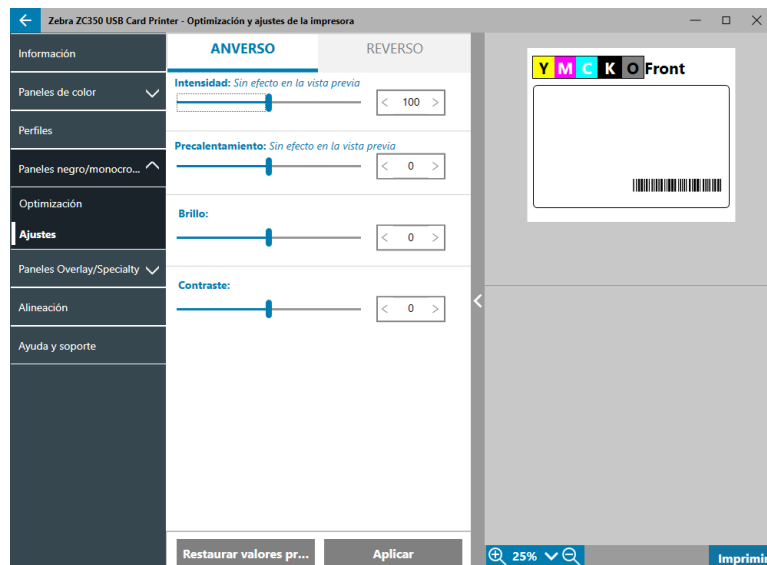 Zebra ZC350 USB Card Printer - Optimización y ajustes de la impresora
Información
Paneles de color
Perfiles
Paneles negro/monocro...
Optimización
Ajustes
Paneles Overlay/Specialty
Alineación
Ayuda y soporte
ANVERSO REVERSO
Intensidad: Sin efecto en la vista previa
< 100 >
Precalentamiento: Sin efecto en la vista previa
< 0 >
Brillo:
< 0 >
Contraste:
< 0 >
Restaurar valores pr... Aplicar
Y M C K O Front
25%
Imprimir